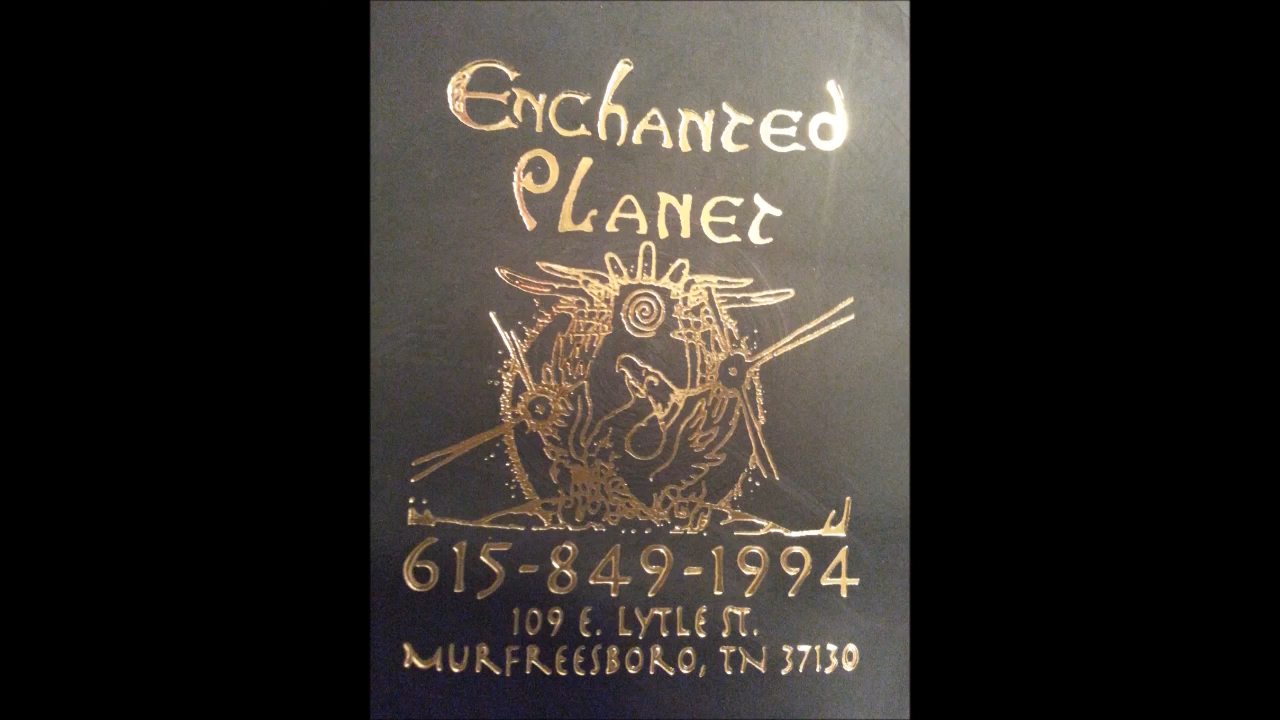 Enchanted
Planet
615-849-1994
109 E. LYTLE ST.
MURFREESBORO, TN 37130